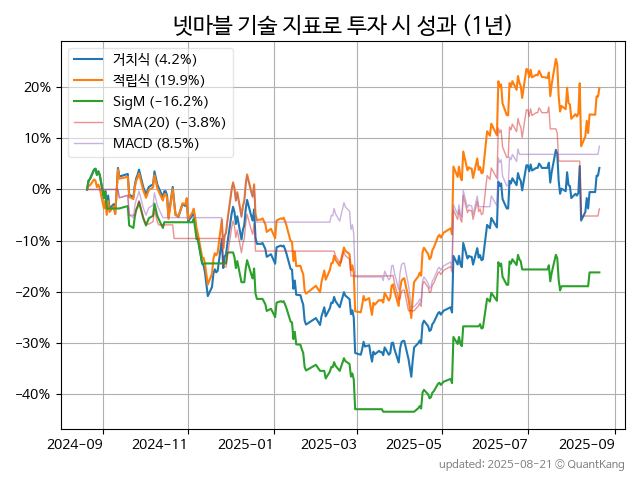 넷마블 기술 지표로 투자 시 성과 (1년)
거치식 (4.2%)
적립식 (19.9%)
SigM (−16.2%)
SMA(20) (−3.8%)
MACD (8.5%)
20%
10%
0%
−10%
−20%
−30%
−40%
2024−09 2024−11 2025−01 2025−03 2025−05 2025−07 2025−09
updated: 2025-08-21 © QuantKang